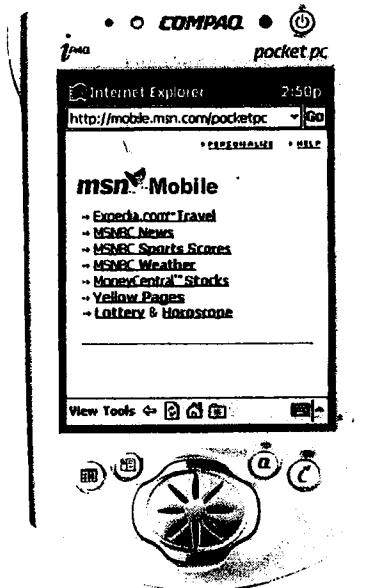 COMPAQ
iPAQ pocket pc
Internet Explorer 2:50p
http://mobile.msn.com/pocketpc Go
PERSONALIZE HELP
msn Mobile
Expedia.com Travel
MSNBC News
MSNBC Sports Scores
MSNBC Weather
MoneyCentral™ Stocks
Yellow Pages
Lottery & Horoscope
View Tools